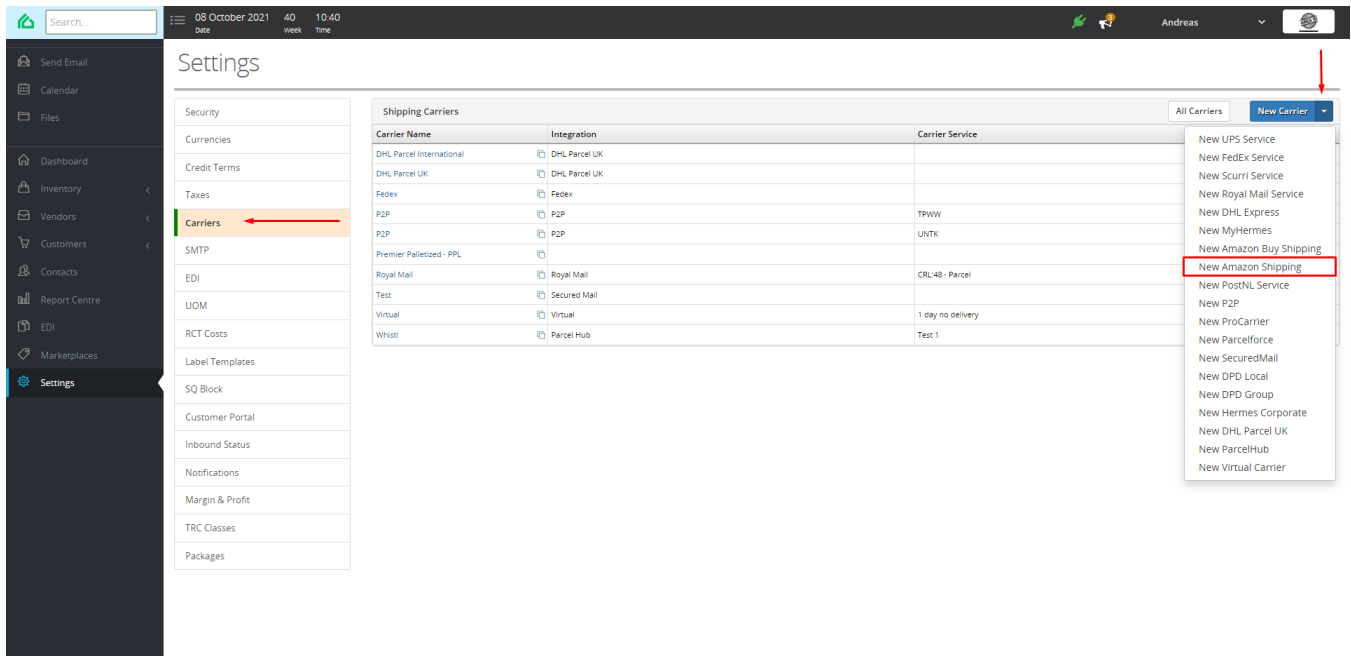 Search...
08 October 2021 40 10:40
Date Week Time
3
Andreas
Send Email
Calendar
Files
Dashboard
Inventory
Vendors
Customers
Contacts
Report Centre
EDI
Marketplaces
Settings
Settings
Security
Currencies
Credit Terms
Taxes
Carriers
SMTP
EDI
UOM
RCT Costs
Label Templates
SQ Block
Customer Portal
Inbound Status
Notifications
Margin & Profit
TRC Classes
Packages
Shipping Carriers All Carriers New Carrier
Carrier Name Integration Carrier Service
DHL Parcel International DHL Parcel UK
DHL Parcel UK DHL Parcel UK
Fedex Fedex
P2P P2P TPWW
P2P P2P UNTK
Premier Palletized - PPL
Royal Mail Royal Mail CRL:48 - Parcel
Test Secured Mail
Virtual Virtual 1 day no delivery
Whistl Parcel Hub Test 1
New UPS Service
New FedEx Service
New Scurri Service
New Royal Mail Service
New DHL Express
New MyHermes
New Amazon Buy Shipping
New Amazon Shipping
New PostNL Service
New P2P
New ProCarrier
New Parcelforce
New SecuredMail
New DPD Local
New DPD Group
New Hermes Corporate
New DHL Parcel UK
New ParcelHub
New Virtual Carrier